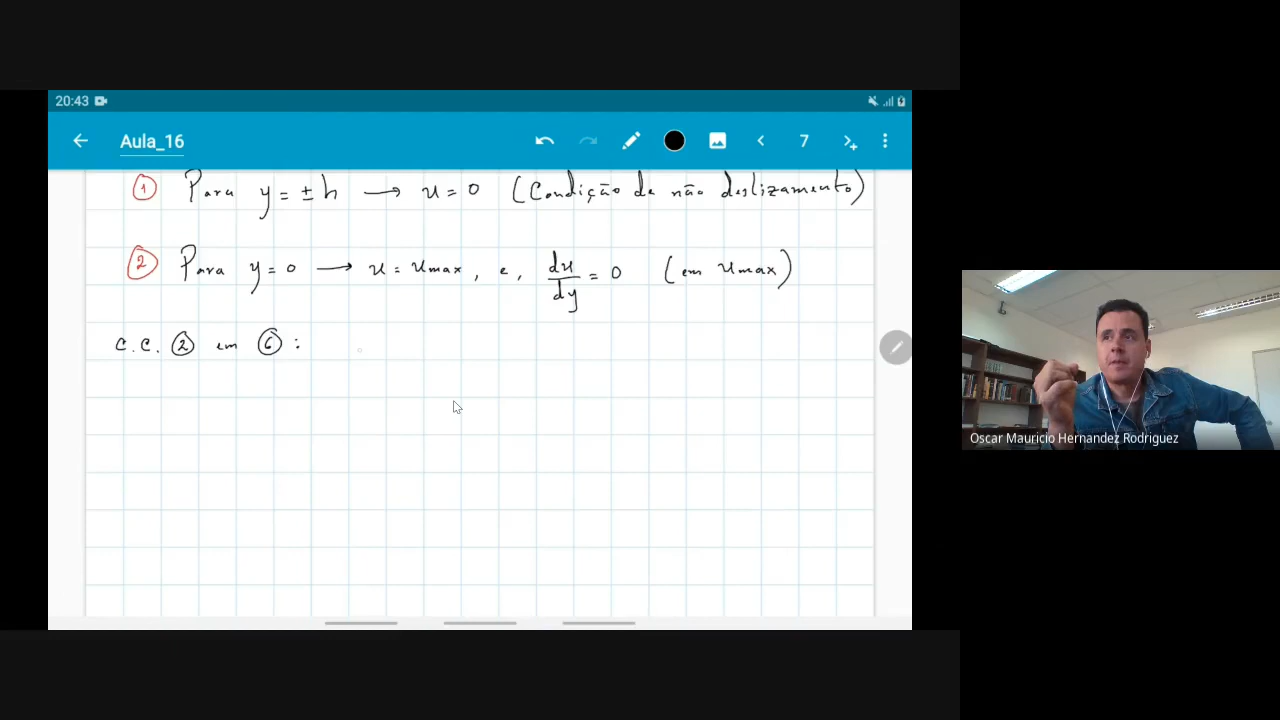 20:43
Aula_16
7
① Para y = ± h → u = 0 (Condição de não deslizamento)
② Para y = 0 → u = umax, e, du/dy = 0 (em umax)
C.C. ② em ⑥ :
Oscar Mauricio Hernandez Rodriguez